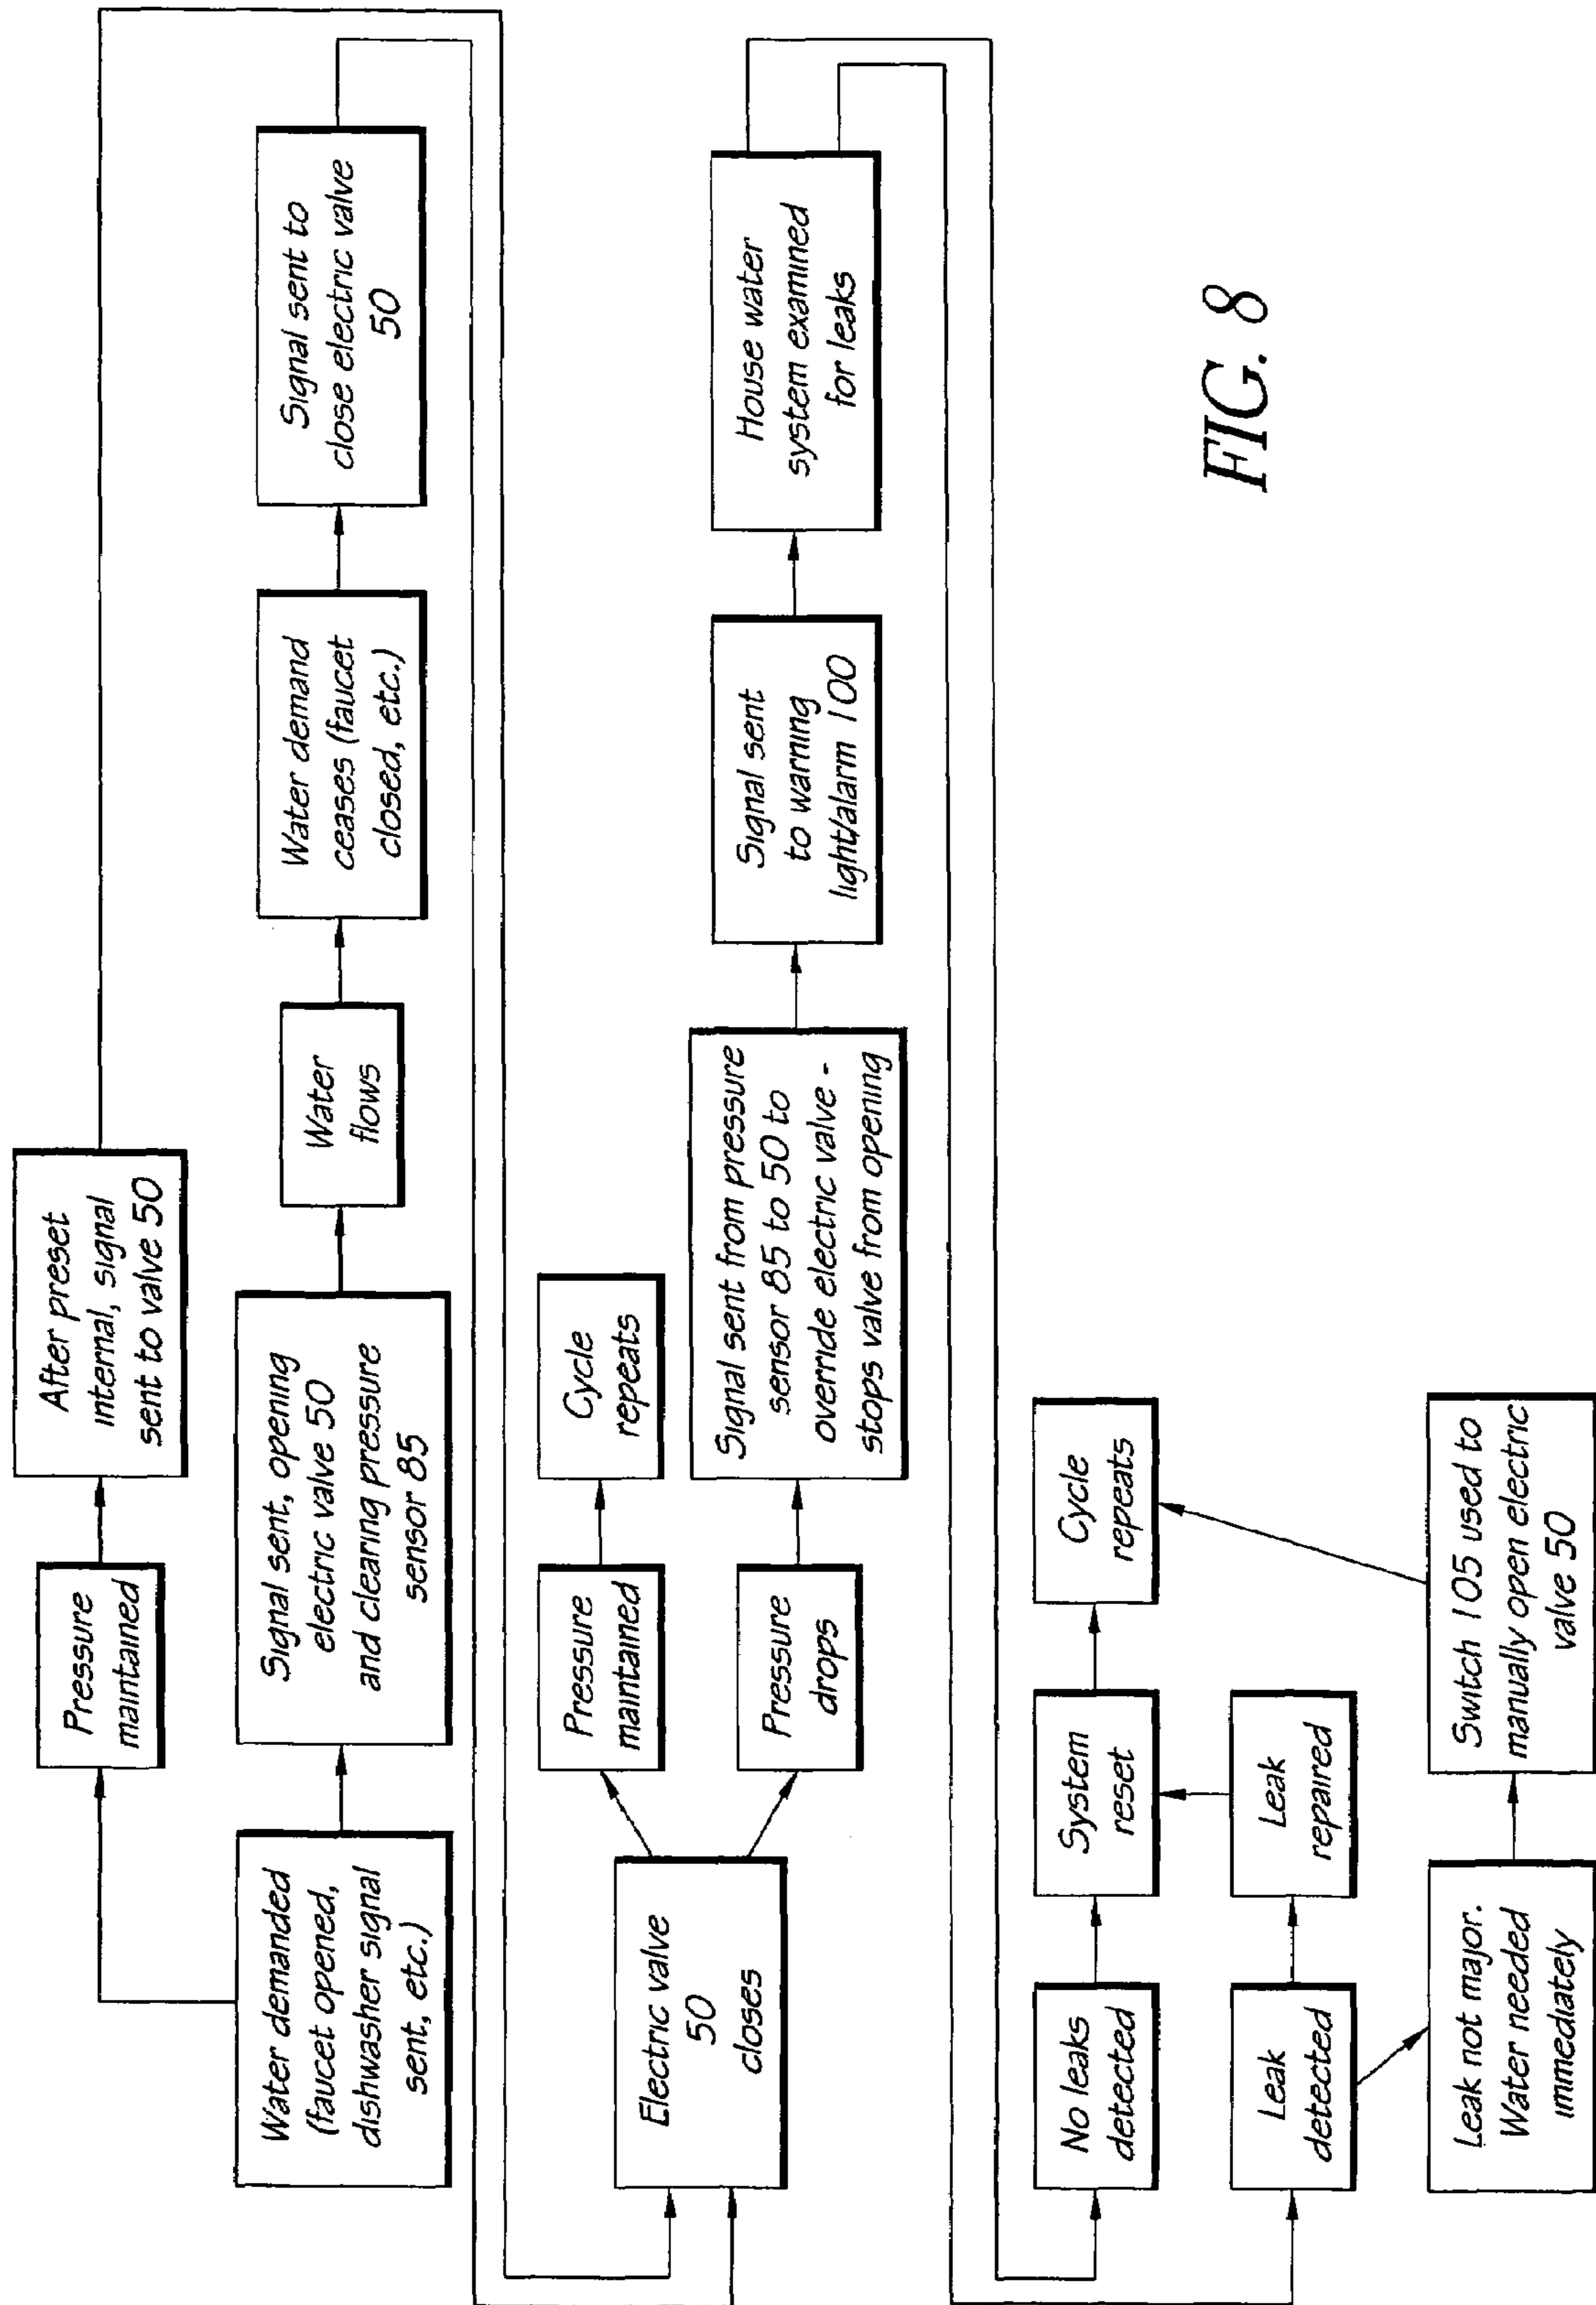 After preset
internal, signal
sent to valve 50
Pressure
maintained
Water demanded
(faucet opened,
dishwasher signal
sent, etc.)
Signal sent, opening
electric valve 50
and clearing pressure
sensor 85
Water
flows
Water demand
ceases (faucet
closed, etc.)
Signal sent to
close electric valve
50
Electric valve
50
closes
Pressure
maintained
Cycle
repeats
Pressure
drops
Signal sent from pressure
sensor 85 to 50 to
override electric valve -
stops valve from opening
Signal sent
to warning
light/alarm 100
House water
system examined
for leaks
No leaks
detected
System
reset
Cycle
repeats
Leak
detected
Leak
repaired
Leak not major.
Water needed
immediately
Switch 105 used to
manually open electric
valve 50
FIG. 8